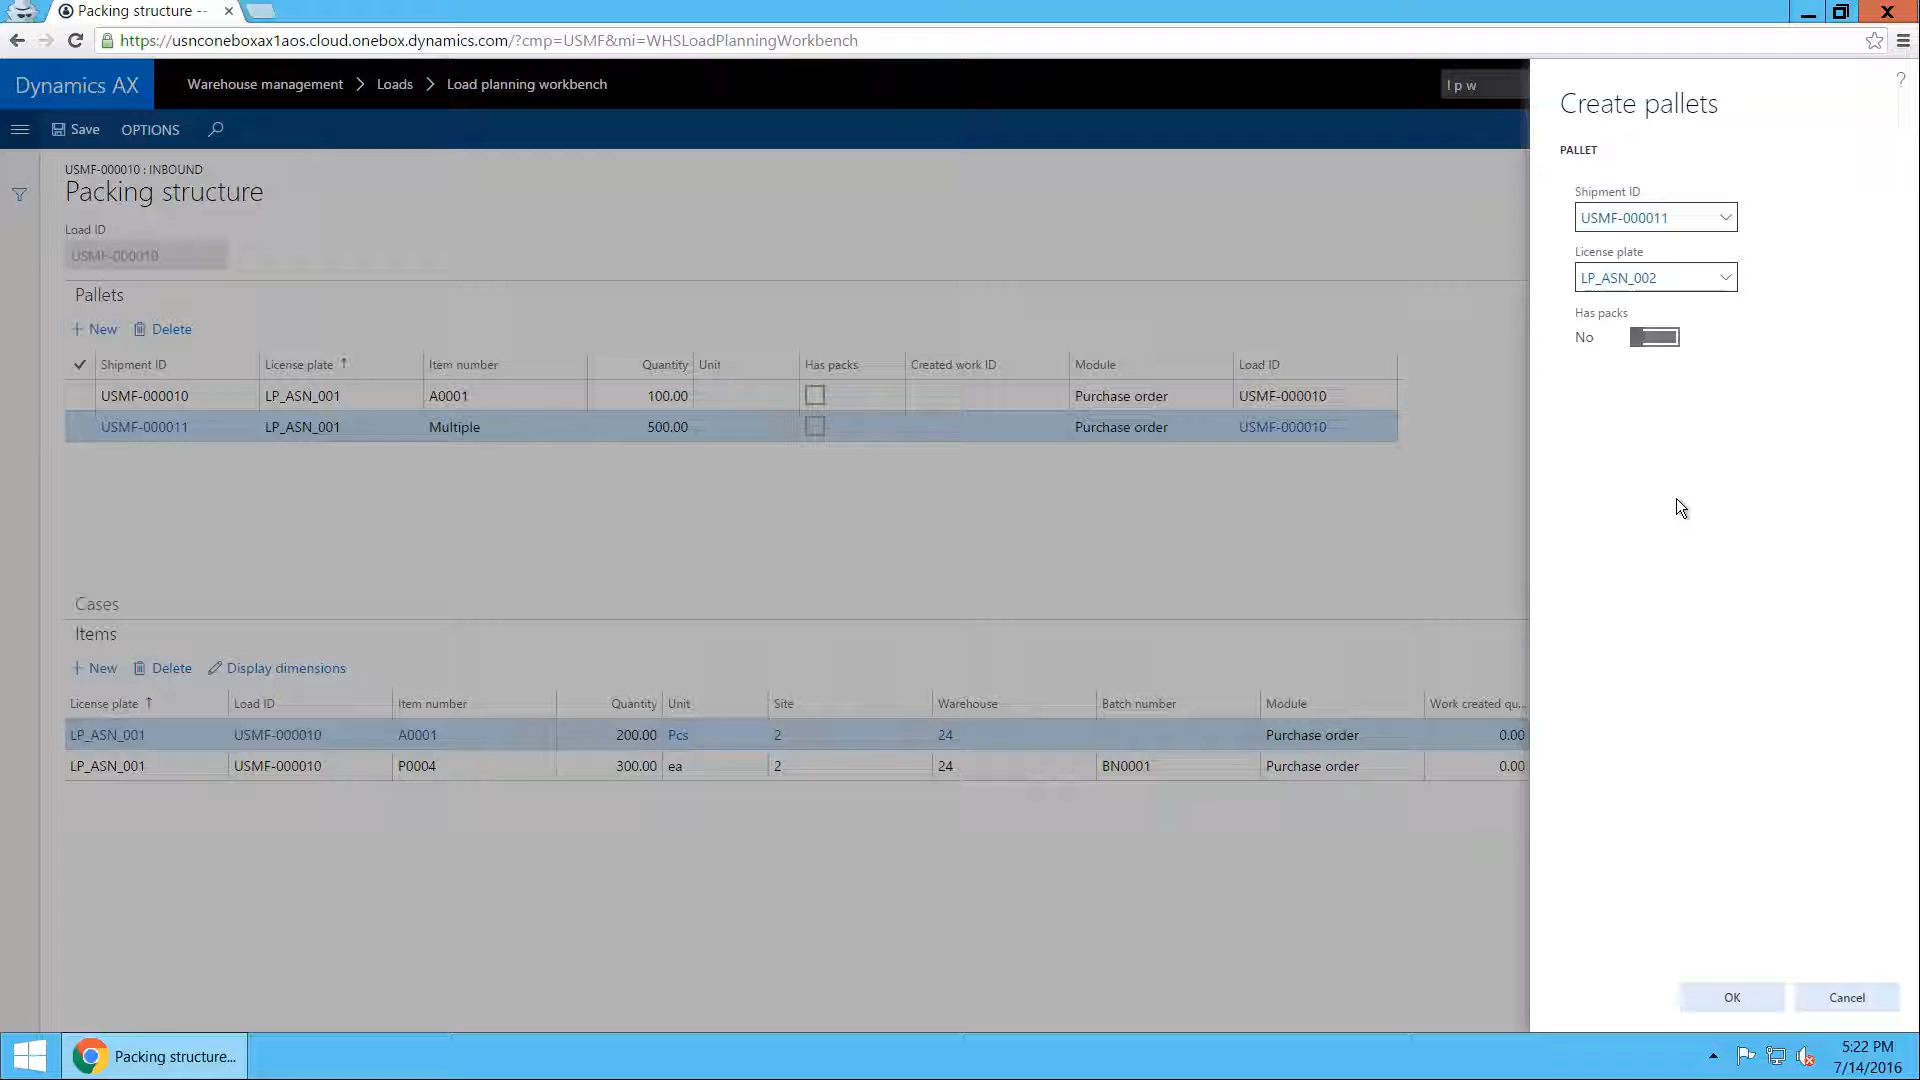 Packing structure --
https://usnconeboxax1aos.cloud.onebox.dynamics.com/?cmp=USMF&mi=WHSLoadPlanningWorkbench
Dynamics AX
Warehouse management > Loads > Load planning workbench
l p w
?
Save OPTIONS
USMF-000010 : INBOUND
Packing structure
Load ID
USMF-000010
Pallets
+ New Delete
Shipment ID License plate ↑ Item number Quantity Unit Has packs Created work ID Module Load ID
USMF-000010 LP_ASN_001 A0001 100.00 Purchase order USMF-000010
USMF-000011 LP_ASN_001 Multiple 500.00 Purchase order USMF-000010
Cases
Items
+ New Delete Display dimensions
License plate ↑ Load ID Item number Quantity Unit Site Warehouse Batch number Module Work created qu...
LP_ASN_001 USMF-000010 A0001 200.00 Pcs 2 24 Purchase order 0.00
LP_ASN_001 USMF-000010 P0004 300.00 ea 2 24 BN0001 Purchase order 0.00
Create pallets
PALLET
Shipment ID
USMF-000011
License plate
LP_ASN_002
Has packs
No
OK Cancel
Packing structure...
5:22 PM
7/14/2016